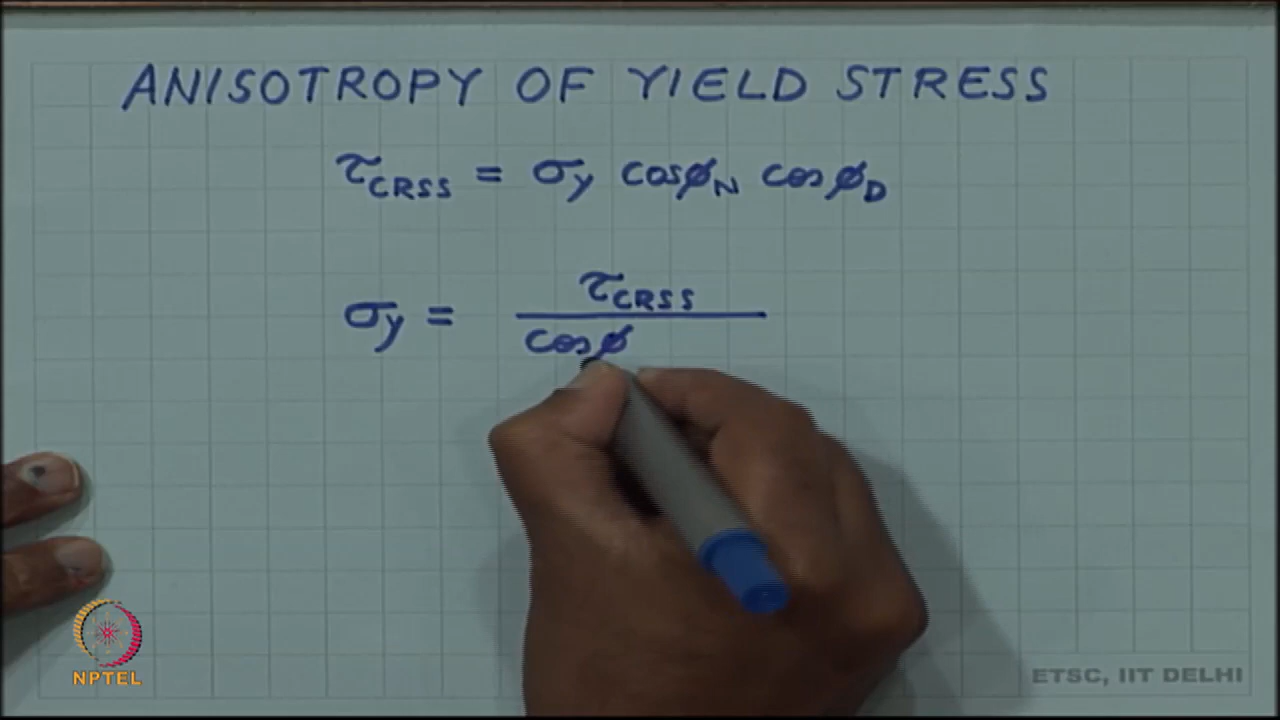 ANISOTROPY OF YIELD STRESS
τCRSS = σy cosϕN cosϕD
σy = τCRSS / cosϕ
NPTEL
ETSC, IIT DELHI